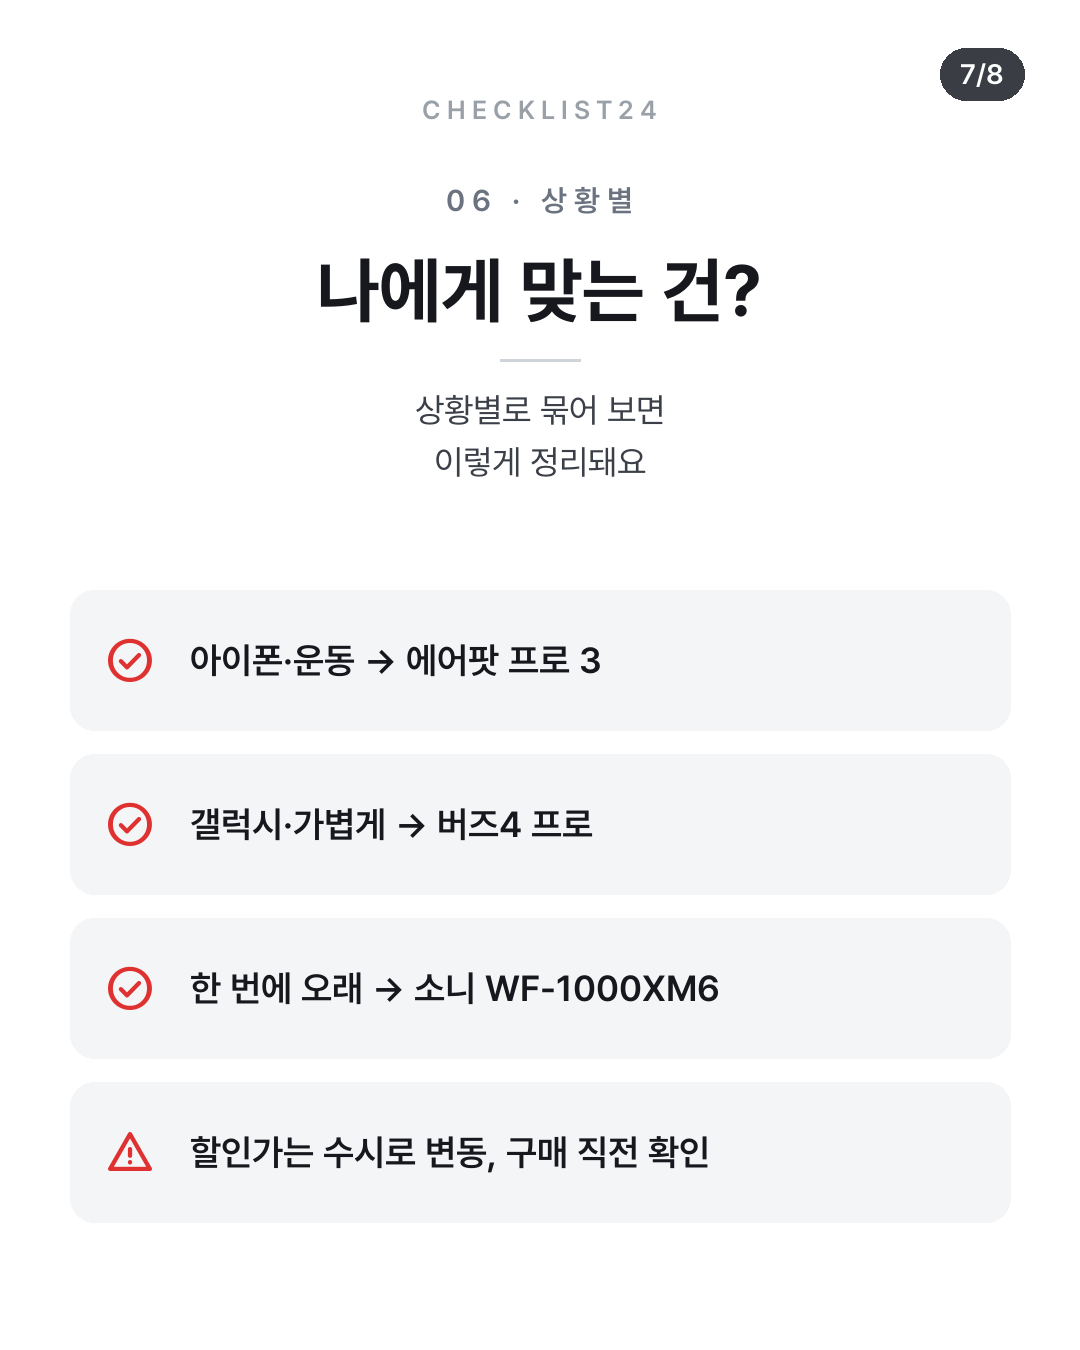 7/8
CHECKLIST24
06 · 상황별
나에게 맞는 건?
상황별로 묶어 보면
이렇게 정리돼요
아이폰·운동 → 에어팟 프로 3
갤럭시·가볍게 → 버즈4 프로
한 번에 오래 → 소니 WF-1000XM6
할인가는 수시로 변동, 구매 직전 확인